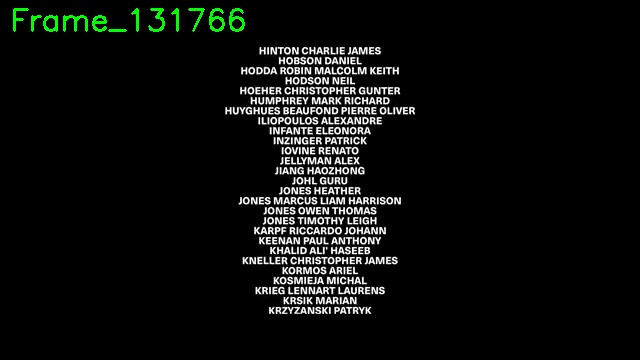 Frame_131766
HINTON CHARLIE JAMES
HOBSON DANIEL
HODDA ROBIN MALCOLM KEITH
HODSON NEIL
HOEHER CHRISTOPHER GUNTER
HUMPHREY MARK RICHARD
HUYGHUES BEAUFOND PIERRE OLIVER
ILIOPOULOS ALEXANDRE
INFANTE ELEONORA
INZINGER PATRICK
IOVINE RENATO
JELLYMAN ALEX
JIANG HAOZHONG
JOHL GURU
JONES HEATHER
JONES MARCUS LIAM HARRISON
JONES OWEN THOMAS
JONES TIMOTHY LEIGH
KARPF RICCARDO JOHANN
KEENAN PAUL ANTHONY
KHALID ALI' HASEEB
KNELLER CHRISTOPHER JAMES
KORMOS ARIEL
KOSMIEJA MICHAL
KRIEG LENNART LAURENS
KRSIK MARIAN
KRZYZANSKI PATRYK